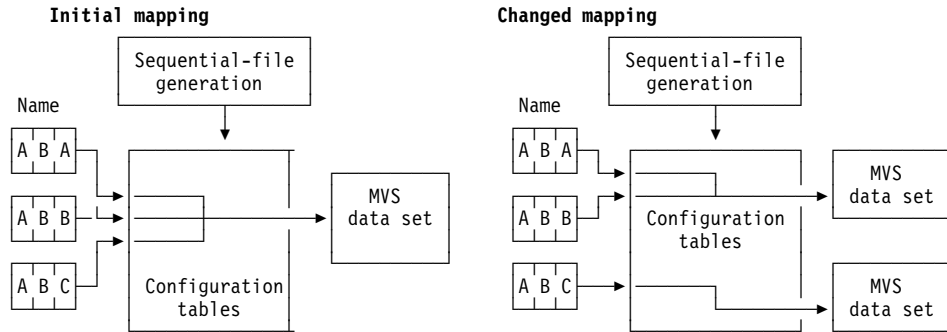 Initial mapping
Sequential-file
generation
Name
A B A
A B B
A B C
MVS
data set
Configuration
tables
Changed mapping
Sequential-file
generation
Name
A B A
A B B
A B C
Configuration
tables
MVS
data set
MVS
data set